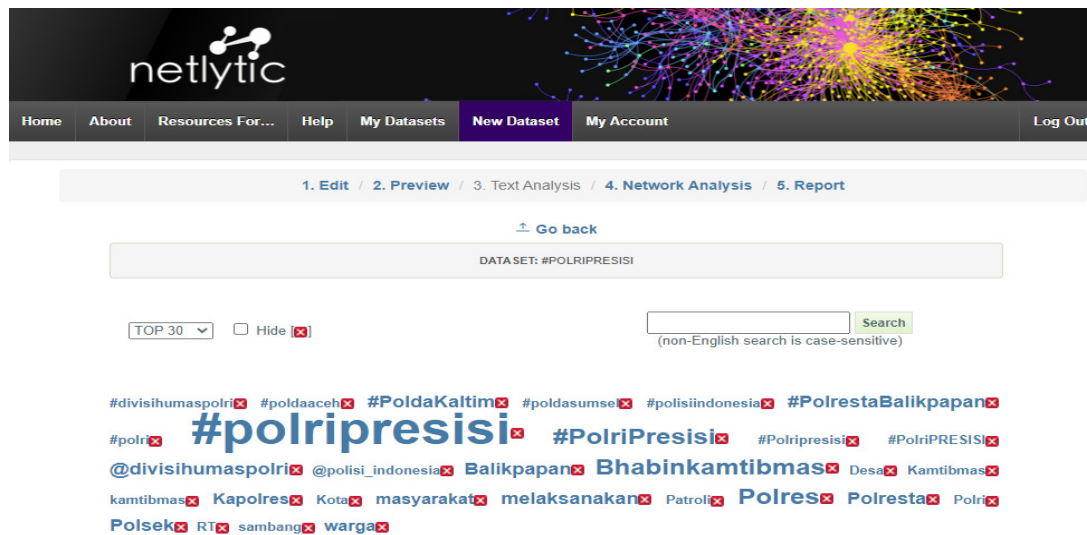 netlytic
Home About Resources For... Help My Datasets New Dataset My Account Log Out
1. Edit / 2. Preview / 3. Text Analysis / 4. Network Analysis / 5. Report
Go back
DATASET: #POLRIPRESISI
TOP 30 Hide [x] Search
(non-English search is case-sensitive)
#divisihumaspolri #poldaaceh #PoldaKaltim #poldasumsel #polisiindonesia #PolrestaBalikpapan
#polri #polripresisi #PolriPresisi #Polripresisi #PolriPRESISI
@divisihumaspolri @polisi_indonesia Balikpapan Bhabinkamtibmas Desa Kamtibmas
kamtibmas Kapolres Kota masyarakat melaksanakan Patroli Polres Polresta Polri
Polsek RT sambang warga